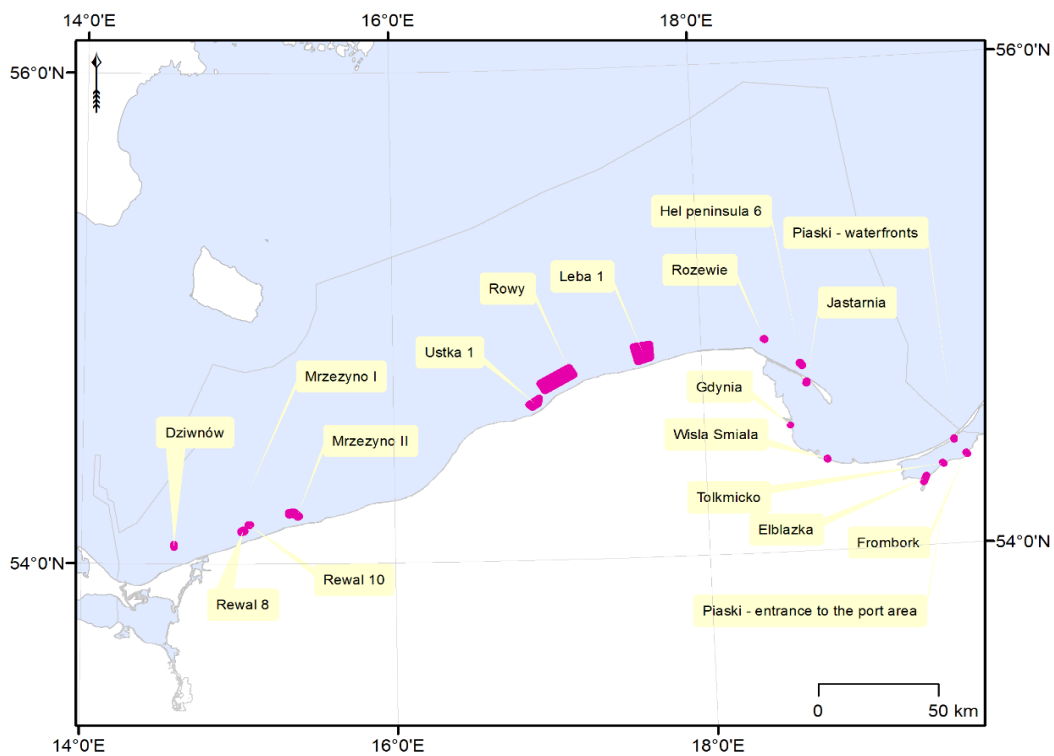 14°0'E
16°0'E
18°0'E
56°0'N
56°0'N
Hel peninsula 6
Piaski - waterfronts
Rozewie
Leba 1
Rowy
Jastarnia
Ustka 1
Mrzezyno I
Gdynia
Dziwnów
Mrzezyno II
Wisla Smiala
Tolkmicko
Elblazka
Frombork
54°0'N
54°0'N
Rewal 10
Rewal 8
Piaski - entrance to the port area
0
50 km
14°0'E
16°0'E
18°0'E